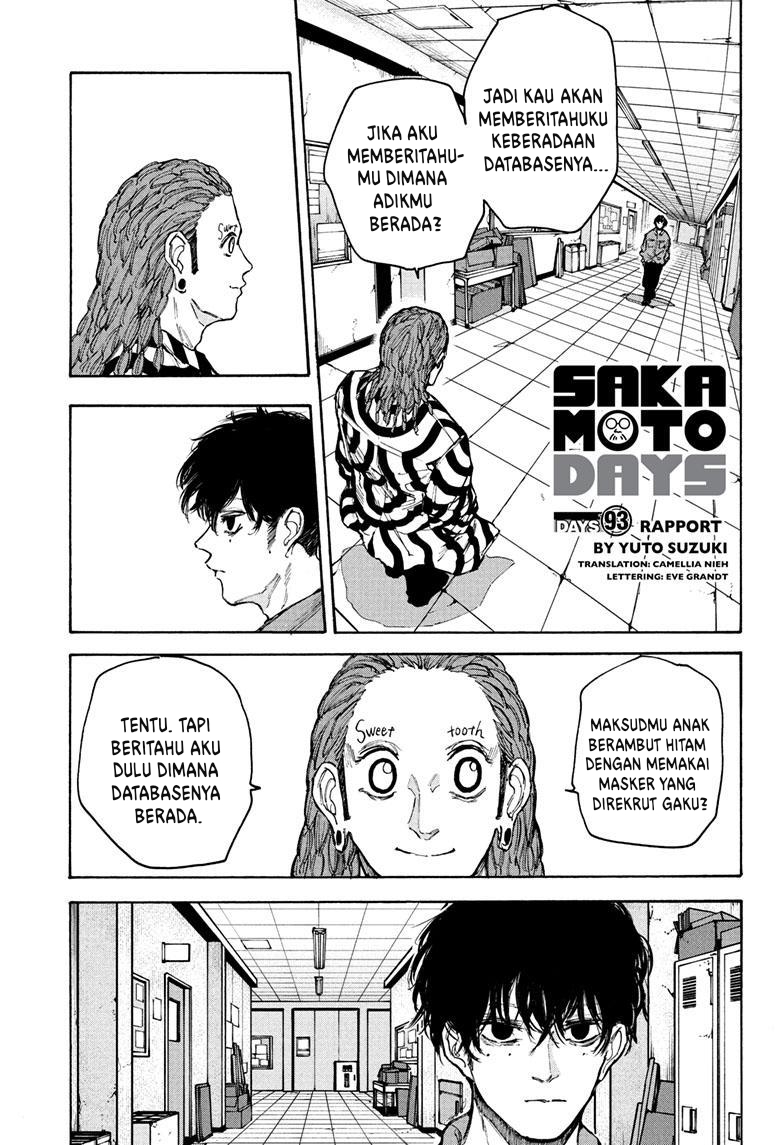 JADI KAU AKAN
MEMBERITAHUKU
KEBERADAAN
DATABASENYA...
JIKA AKU
MEMBERITAHU-
MU DIMANA
ADIKMU
BERADA?
Sweet
SAKA
MOTO
DAYS
DAYS 93 RAPPORT
BY YUTO SUZUKI
TRANSLATION: CAMELLIA NIEH
LETTERING: EVE GRANDT
MAKSUDMU ANAK
BERAMBUT HITAM
DENGAN MEMAKAI
MASKER YANG
DIREKRUT GAKU?
Sweet tooth
TENTU. TAPI
BERITAHU AKU
DULU DIMANA
DATABASENYA
BERADA.